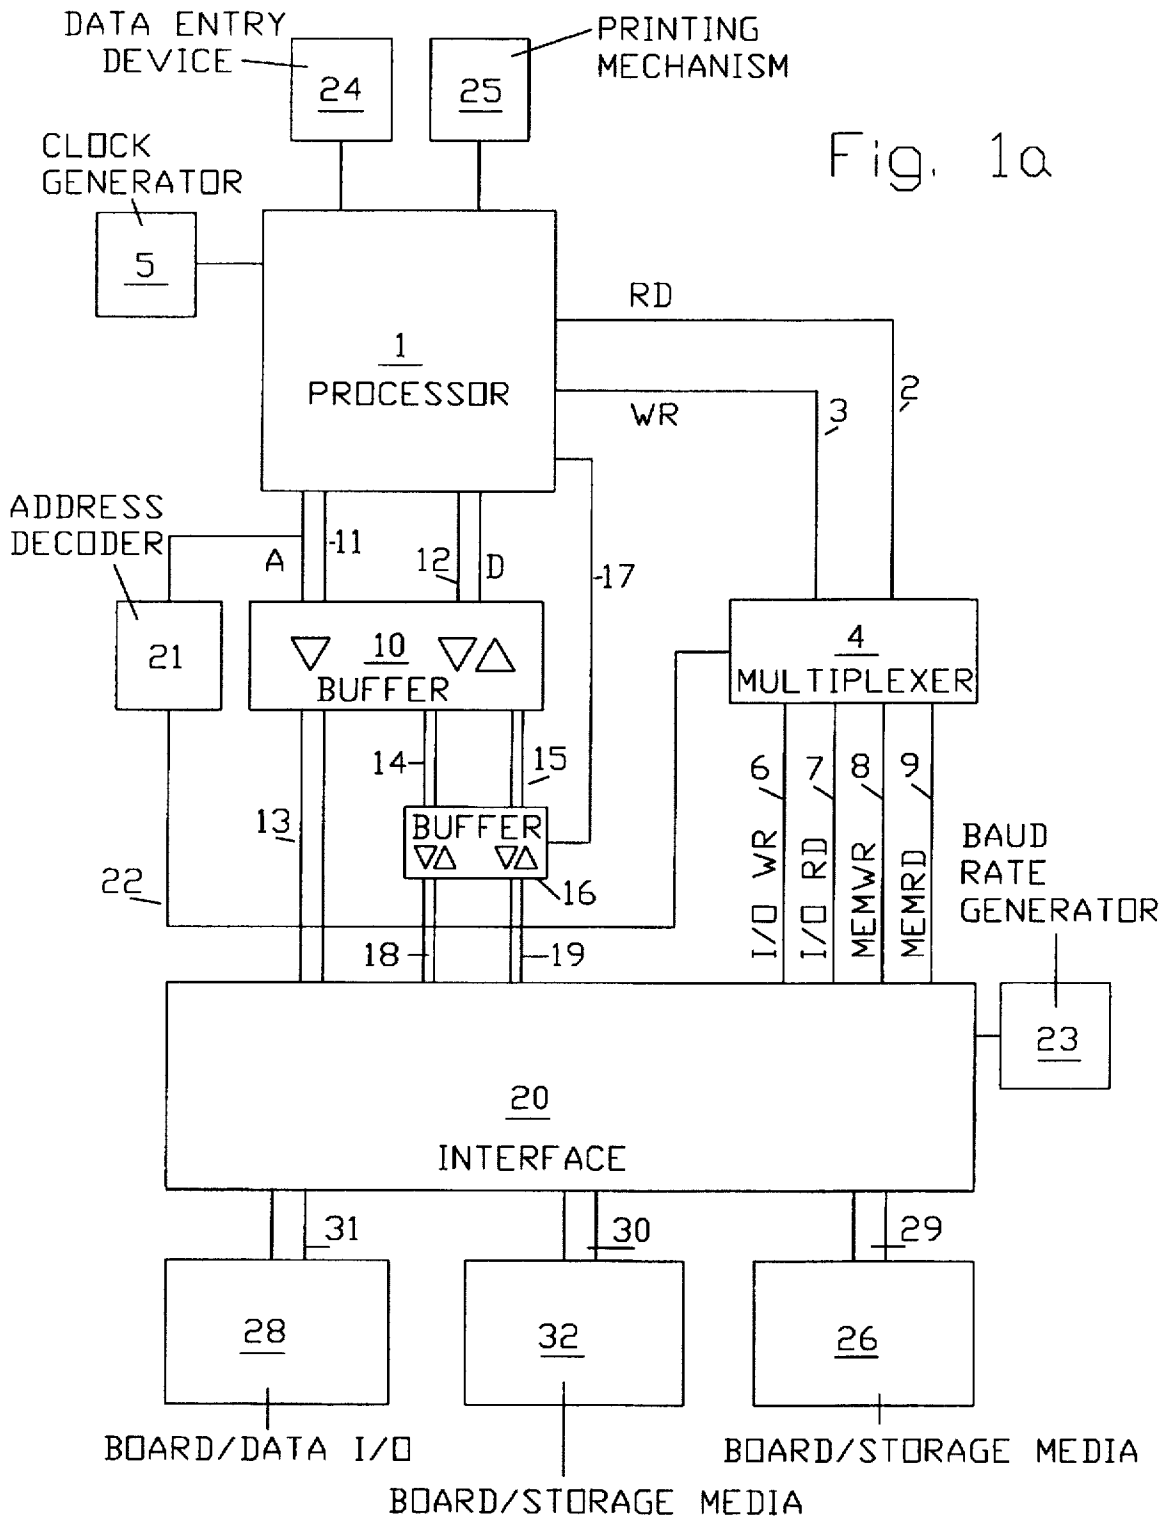 DATA ENTRY
DEVICE
24
25
PRINTING
MECHANISM
Fig. 1a
CLOCK
GENERATOR
5
1
PROCESSOR
RD
WR
3
2
ADDRESS
DECODER
A
11
12
D
17
21
10
BUFFER
4
MULTIPLEXER
14
15
13
BUFFER
16
22
18
19
6
7
8
9
I/O WR
I/O RD
MEMWR
MEMRD
BAUD
RATE
GENERATOR
23
20
INTERFACE
31
30
29
28
32
26
BOARD/DATA I/O
BOARD/STORAGE MEDIA
BOARD/STORAGE MEDIA